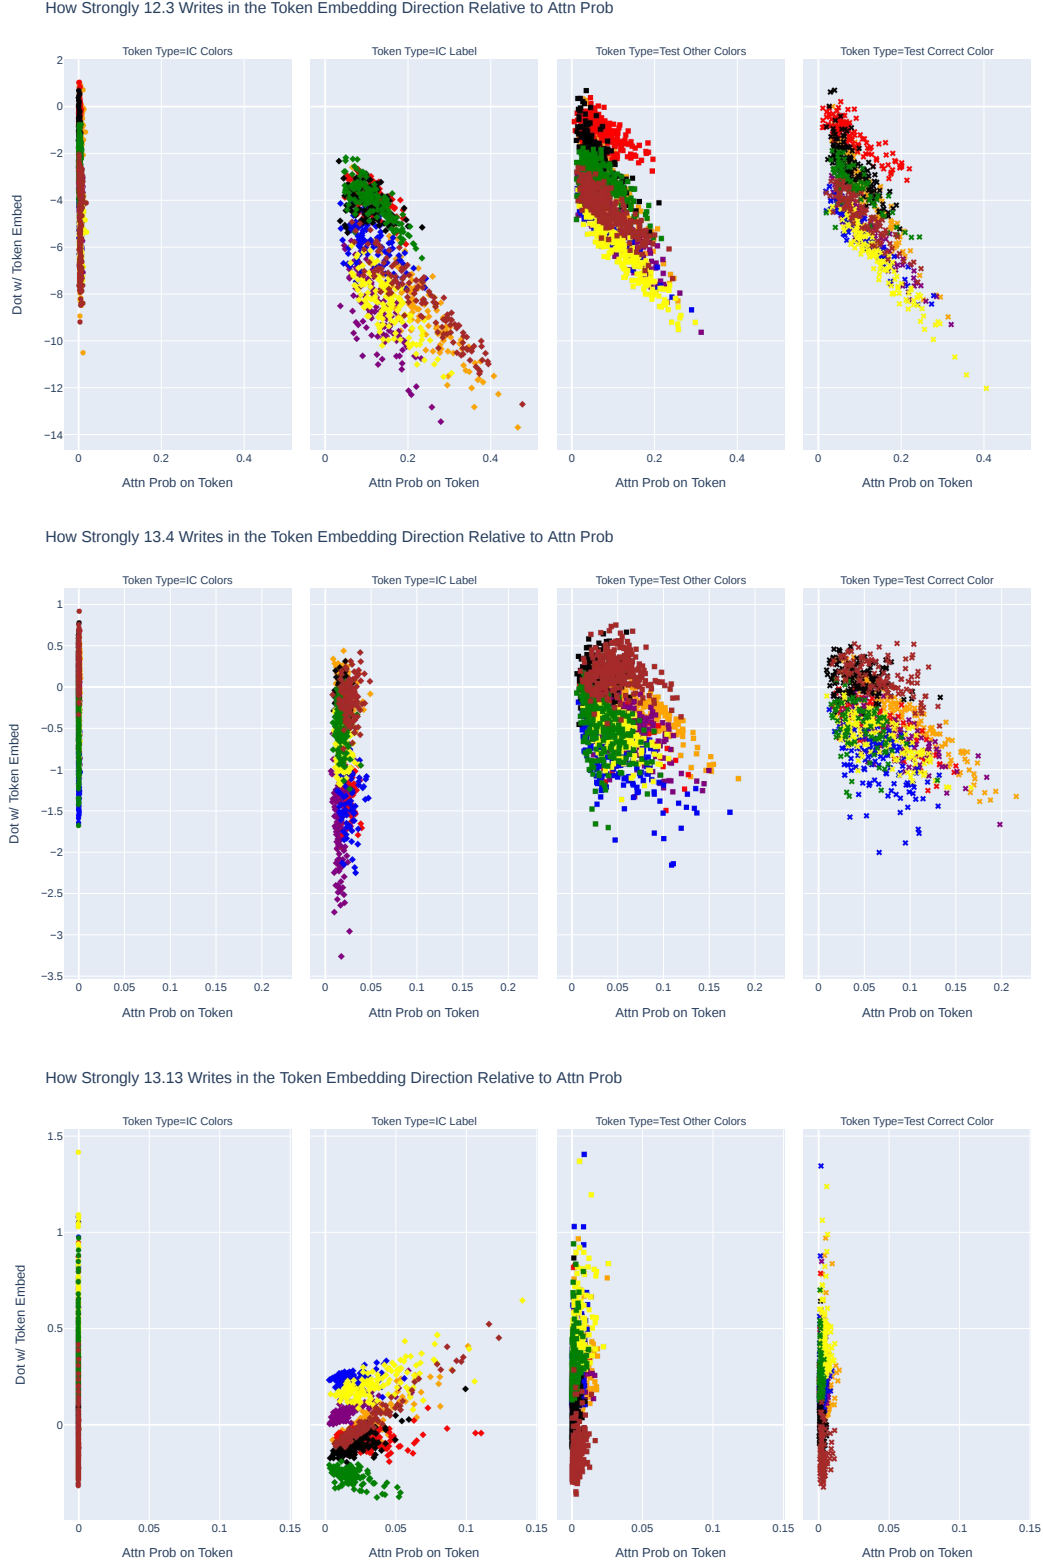 How Strongly 12.3 Writes in the Token Embedding Direction Relative to Attn Prob
Token Type=IC Colors Token Type=IC Label Token Type=Test Other Colors Token Type=Test Correct Color
2
0
−2
−4
−6
−8
−10
−12
−14
Dot w/ Token Embed
0 0.2 0.4 0 0.2 0.4 0 0.2 0.4 0 0.2 0.4
Attn Prob on Token Attn Prob on Token Attn Prob on Token Attn Prob on Token
How Strongly 13.4 Writes in the Token Embedding Direction Relative to Attn Prob
Token Type=IC Colors Token Type=IC Label Token Type=Test Other Colors Token Type=Test Correct Color
1
0.5
0
−0.5
−1
−1.5
−2
−2.5
−3
−3.5
Dot w/ Token Embed
0 0.05 0.1 0.15 0.2 0 0.05 0.1 0.15 0.2 0 0.05 0.1 0.15 0.2 0 0.05 0.1 0.15 0.2
Attn Prob on Token Attn Prob on Token Attn Prob on Token Attn Prob on Token
How Strongly 13.13 Writes in the Token Embedding Direction Relative to Attn Prob
Token Type=IC Colors Token Type=IC Label Token Type=Test Other Colors Token Type=Test Correct Color
1.5
1
0.5
0
Dot w/ Token Embed
0 0.05 0.1 0.15 0 0.05 0.1 0.15 0 0.05 0.1 0.15 0 0.05 0.1 0.15
Attn Prob on Token Attn Prob on Token Attn Prob on Token Attn Prob on Token